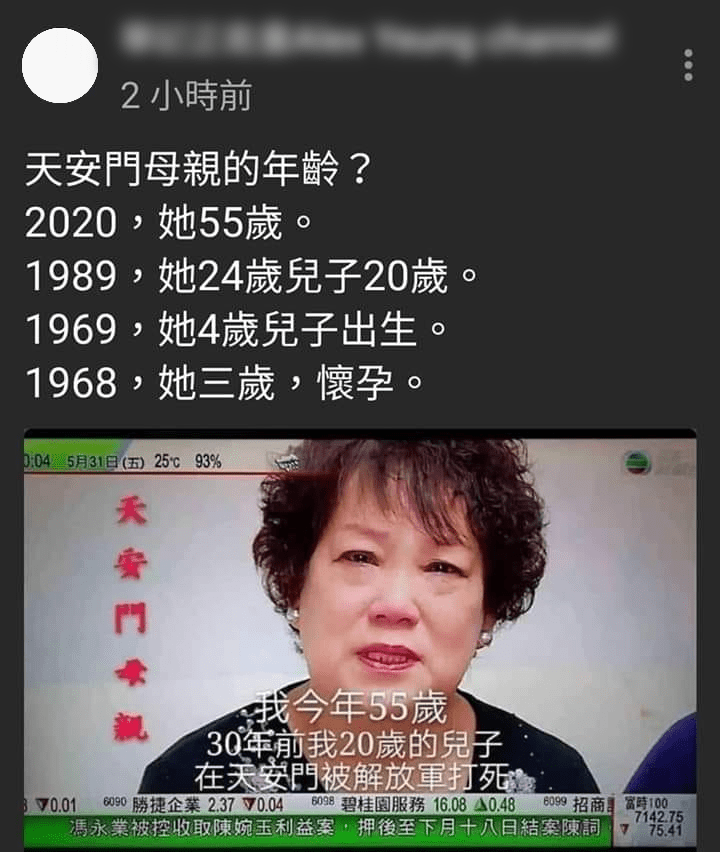 2 小時前
天安門母親的年齡？
2020，她55歲。
1989，她24歲兒子20歲。
1969，她4歲兒子出生。
1968，她三歲，懷孕。
0:04 5月31日(五) 25℃ 93%
天安門母親
我今年55歲
30年前我20歲的兒子
在天安門被解放軍打死
▼0.01 6090 勝捷企業 2.37 ▼0.04 6098 碧桂園服務 16.08 ▲0.48 6099 招商
富時100
7142.75
▼ 75.41
馮永業被控收取陳婉玉利益案，押後至下月十八日結案陳詞